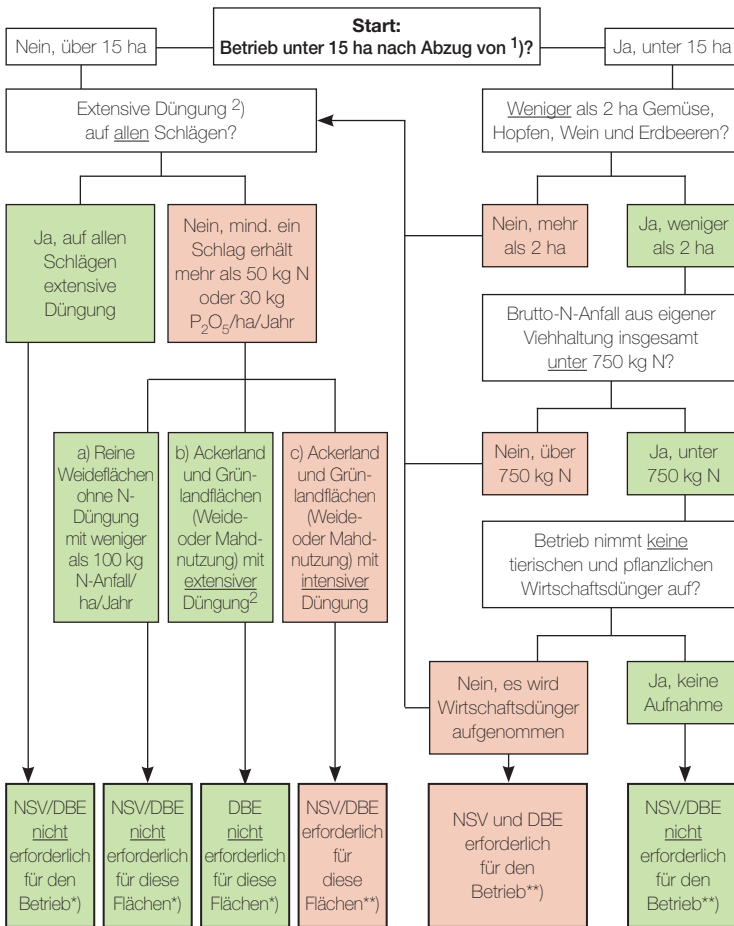 Start:
Betrieb unter 15 ha nach Abzug von 1)?
Nein, über 15 ha
Ja, unter 15 ha
Extensive Düngung 2)
auf allen Schlägen?
Weniger als 2 ha Gemüse,
Hopfen, Wein und Erdbeeren?
Ja, auf allen
Schlägen
extensive
Düngung
Nein, mind. ein
Schlag erhält
mehr als 50 kg N
oder 30 kg
P2O5/ha/Jahr
Nein, mehr
als 2 ha
Ja, weniger
als 2 ha
Brutto-N-Anfall aus eigener
Viehhaltung insgesamt
unter 750 kg N?
a) Reine
Weideflächen
ohne N-
Düngung
mit weniger
als 100 kg
N-Anfall/
ha/Jahr
b) Ackerland
und Grün-
landflächen
(Weide-
oder Mahd-
nutzung) mit
extensiver
Düngung2
c) Ackerland
und Grün-
landflächen
(Weide-
oder Mahd-
nutzung) mit
intensiver
Düngung
Nein, über
750 kg N
Ja, unter
750 kg N
Betrieb nimmt keine
tierischen und pflanzlichen
Wirtschaftsdünger auf?
Nein, es wird
Wirtschaftsdünger
aufgenommen
Ja, keine
Aufnahme
NSV/DBE
nicht
erforderlich
für den
Betrieb*)
NSV/DBE
nicht
erforderlich
für diese
Flächen*)
DBE
nicht
erforderlich
für diese
Flächen*)
NSV/DBE
erforderlich
für
diese
Flächen**)
NSV und DBE
erforderlich
für den
Betrieb**)
NSV/DBE
nicht
erforderlich
für den
Betrieb**)